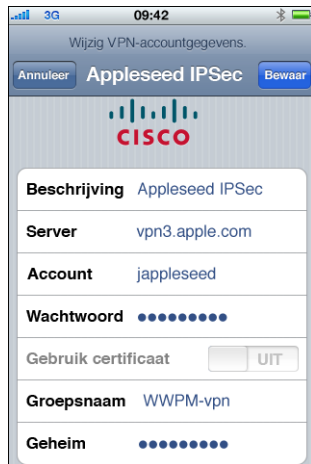 3G 09:42
Wijzig VPN-accountgegevens.
Annuleer Appleseed IPSec Bewaar
CISCO
Beschrijving Appleseed IPSec
Server vpn3.apple.com
Account jappleseed
Wachtwoord ●●●●●●●●●
Gebruik certificaat UIT
Groepsnaam WWPM-vpn
Geheim ●●●●●●●●●